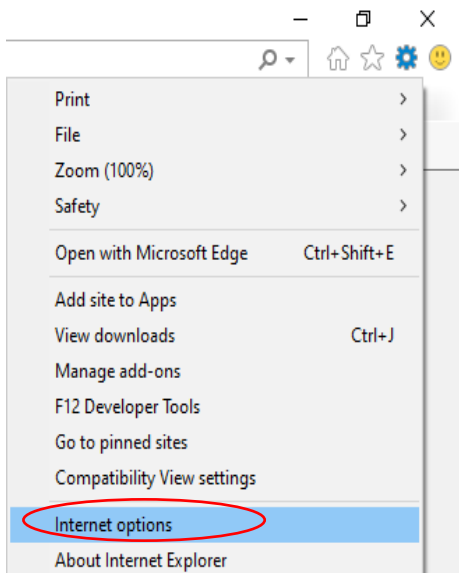 Print
File
Zoom (100%)
Safety
Open with Microsoft Edge Ctrl+Shift+E
Add site to Apps
View downloads Ctrl+J
Manage add-ons
F12 Developer Tools
Go to pinned sites
Compatibility View settings
Internet options
About Internet Explorer